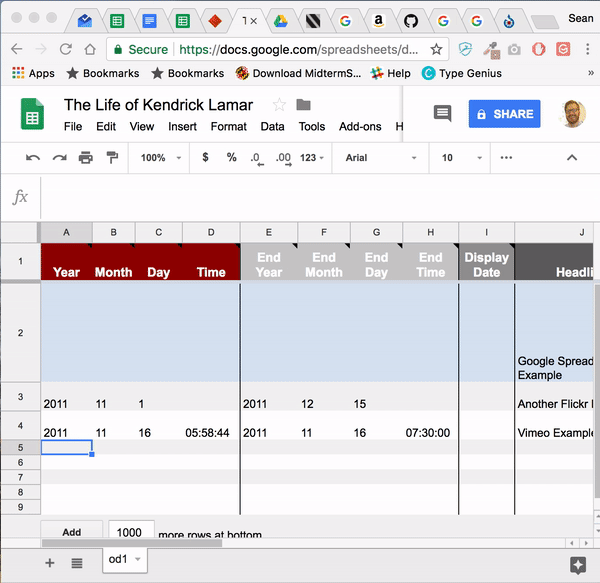 Sean
Secure https://docs.google.com/spreadsheets/d...
Apps Bookmarks Bookmarks Download MidtermS... Help Type Genius »
The Life of Kendrick Lamar
File Edit View Insert Format Data Tools Add-ons H
SHARE
100% $ % .0 .00 123 Arial 10
fx
A B C D E F G H I J
1 Year Month Day Time End Year End Month End Day End Time Display Date Headli
2 Google Spread
Example
3 2011 11 1 2011 12 15 Another Flickr
4 2011 11 16 05:58:44 2011 11 16 07:30:00 Vimeo Example
5
6
7
8
9
Add 1000 more rows at bottom
od1